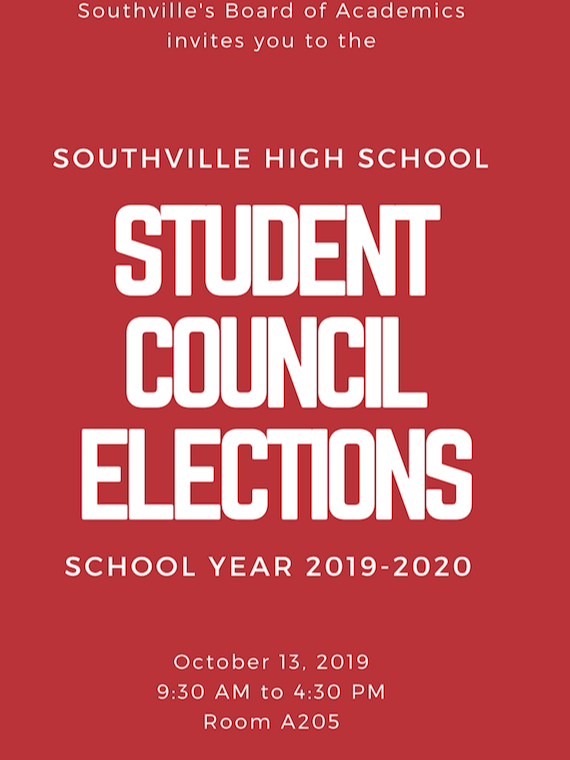 Southville's Board of Academics
invites you to the
SOUTHVILLE HIGH SCHOOL
STUDENT
COUNCIL
ELECTIONS
SCHOOL YEAR 2019-2020
October 13, 2019
9:30 AM to 4:30 PM
Room A205